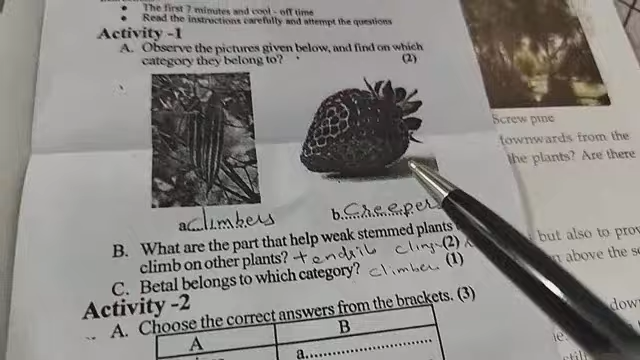 The first 7 minutes and cool - off time
Read the instructions carefully and attempt the questions
Activity -1
A. Observe the pictures given below, and find on which
category they belong to? (2)
a. Climbers
b. Creepers
B. What are the part that help weak stemmed plants
climb on other plants? tendrils (2)
C. Betal belongs to which category? climber (1)
Activity -2
A. Choose the correct answers from the brackets. (3)
A B
a.
Screw pine
downwards from the
the plants? Are there
but also to prov
above the
dow